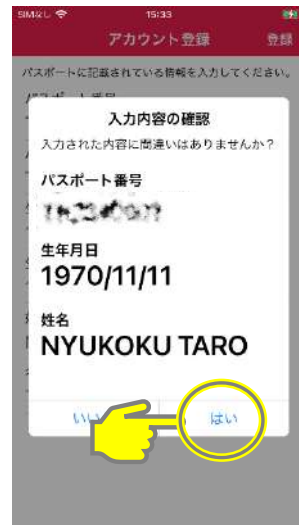 SIMなし 15:33
アカウント登録 登録
パスポートに記載されている情報を入力してください。
入力内容の確認
入力された内容に間違いはありませんか？
パスポート番号
生年月日
1970/11/11
姓名
NYUKOKU TARO
はい